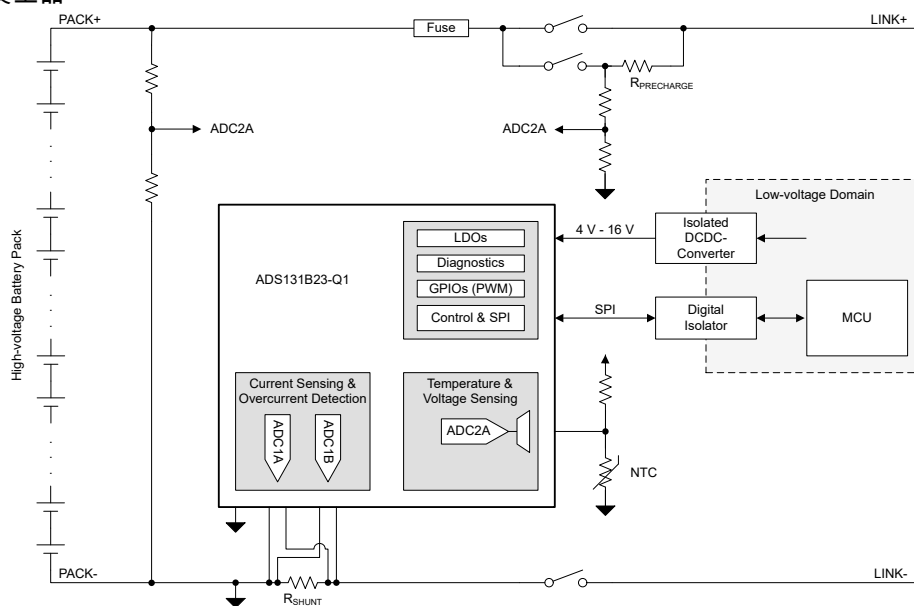 PACK+
Fuse
LINK+
R_PRECHARGE
ADC2A
ADC2A
High-voltage Battery Pack
Low-voltage Domain
ADS131B23-Q1
LDOs
Diagnostics
GPIOs (PWM)
Control & SPI
4 V - 16 V
Isolated
DCDC-
Converter
SPI
Digital
Isolator
MCU
Current Sensing &
Overcurrent Detection
ADC1A
ADC1B
Temperature &
Voltage Sensing
ADC2A
NTC
PACK-
R_SHUNT
LINK-